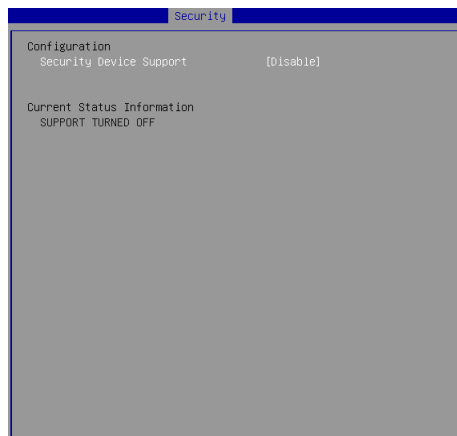 Security
Configuration
Security Device Support [Disable]
Current Status Information
SUPPORT TURNED OFF